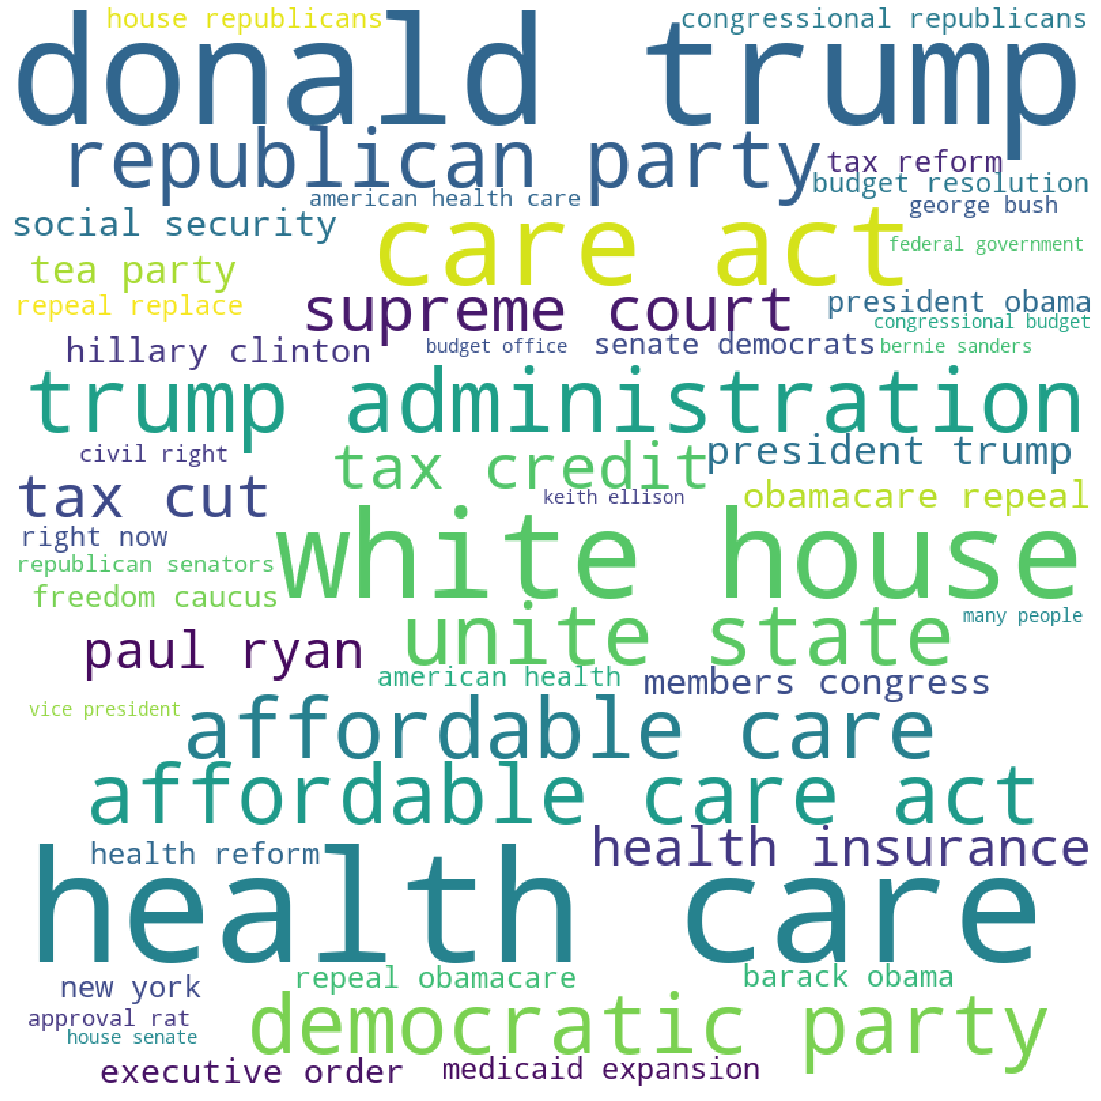 house republicans
congressional republicans
donald trump
republican party
tax reform
budget resolution
american health care
george bush
social security
care act
federal government
tea party
repeal replace
supreme court
president obama
congressional budget
hillary clinton
budget office
senate democrats
bernie sanders
trump administration
civil right
tax credit
president trump
tax cut
keith ellison
obamacare repeal
right now
white house
republican senators
freedom caucus
unite state
many people
paul ryan
american health
members congress
vice president
affordable care
affordable care act
health insurance
health reform
health care
new york
repeal obamacare
barack obama
approval rat
democratic party
house senate
executive order
medicaid expansion